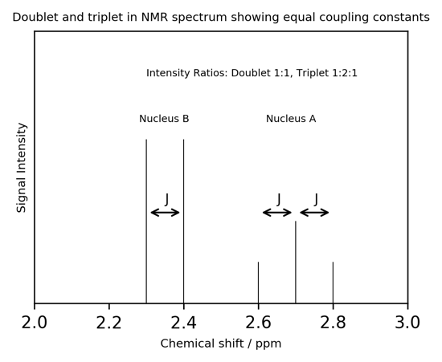 Doublet and triplet in NMR spectrum showing equal coupling constants
Intensity Ratios: Doublet 1:1, Triplet 1:2:1
Nucleus B Nucleus A
J J J
Signal Intensity
2.0 2.2 2.4 2.6 2.8 3.0
Chemical shift / ppm